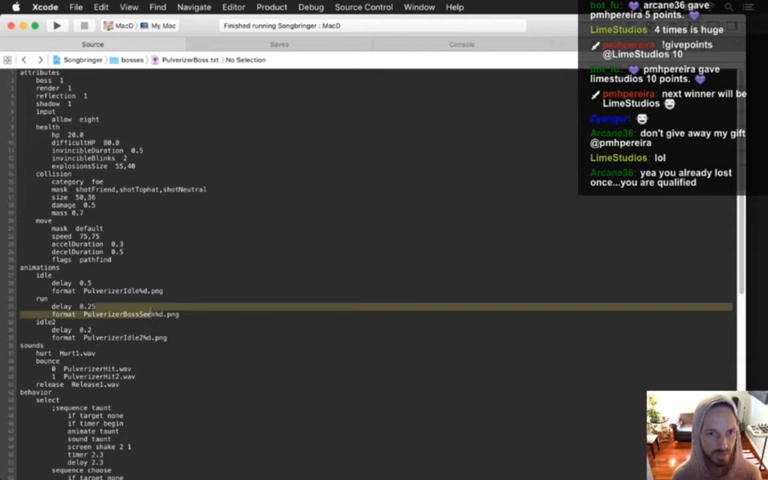 Xcode File Edit View Find Navigate Editor Product Debug Source Control Window Help
MacD
My Mac
Finished running Songbringer : MacD
Source
Saves
Console
Songbringer
bosses
PulverizerBoss.txt
No Selection
attributes
boss 1
render 1
reflection 1
shadow 1
input
allow eight
health
hp 20.0
difficultHP 80.0
invincibleDuration 0.5
invincibleBlinks 2
explosionsSize 55,40
collision
category foe
mask shotFriend,shotTophat,shotNeutral
size 50,36
damage 0.5
mass 0.7
move
mask default
speed 75,75
accelDuration 0.3
decelDuration 0.5
flags pathfind
animations
idle
delay 0.5
format PulverizerIdle%d.png
run
delay 0.25
format PulverizerBossSee%d.png
idle2
delay 0.2
format PulverizerIdle2%d.png
sounds
hurt Hurt1.wav
bounce
0 PulverizerHit.wav
1 PulverizerHit2.wav
release Release1.wav
behavior
select
;sequence taunt
if target none
if timer begin
animate taunt
sound taunt
screen shake 2 1
timer 2.3
delay 2.3
sequence choose
if target none
bot_fu: arcane36 gave
pmhpereira 5 points.
LimeStudios: 4 times is huge
pmhpereira: !givepoints
@LimeStudios 10
bot_fu: pmhpereira gave
limestudios 10 points.
pmhpereira: next winner will be
LimeStudios
Arcane36: don't give away my gift
@pmhpereira
LimeStudios: lol
Arcane36: yea you already lost
once...you are qualified